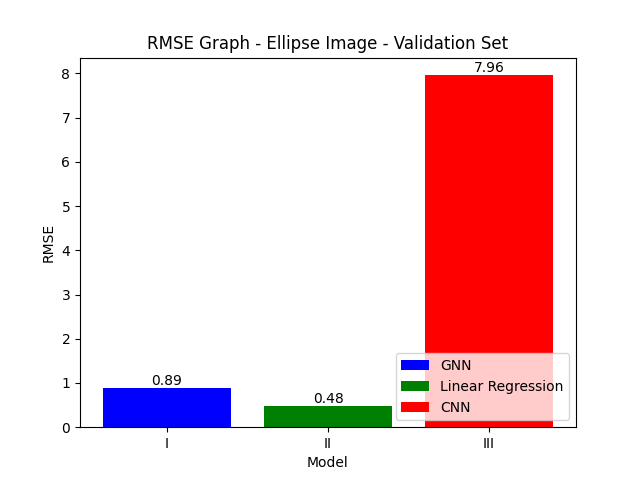 RMSE Graph - Ellipse Image - Validation Set
RMSE
8
7
6
5
4
3
2
1
0
0.89
0.48
7.96
GNN
Linear Regression
CNN
I
II
III
Model